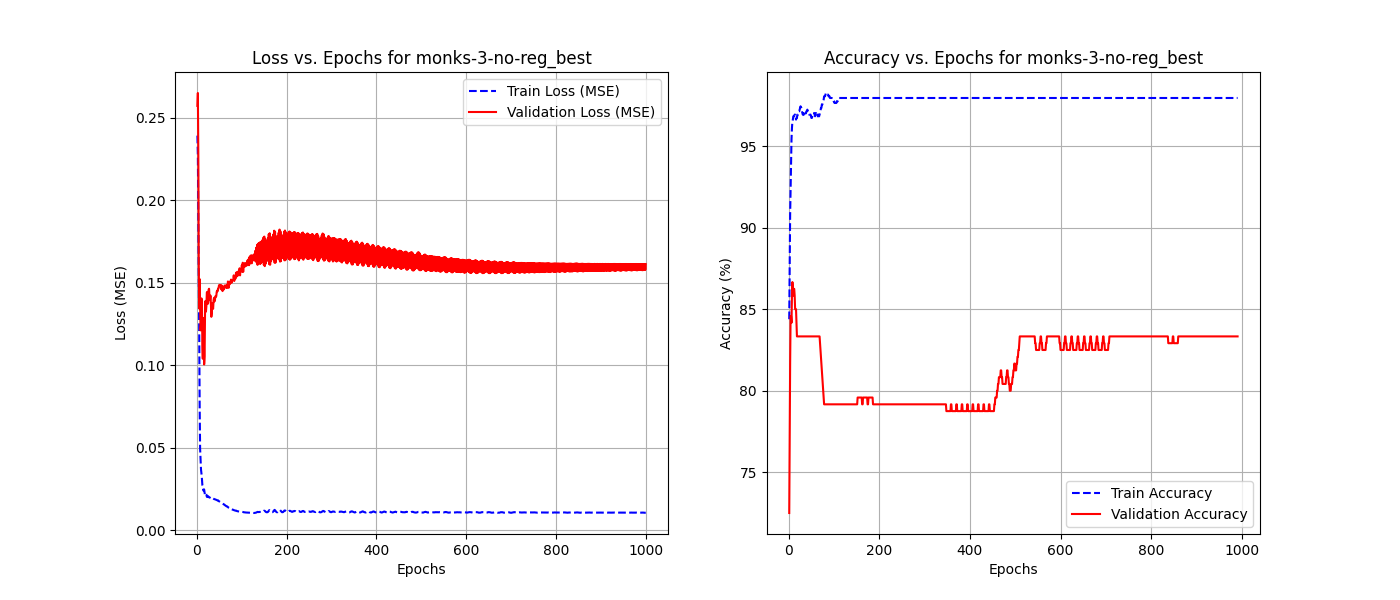 Loss vs. Epochs for monks-3-no-reg_best
Train Loss (MSE)
Validation Loss (MSE)
0.25
0.20
0.15
0.10
0.05
0.00
Loss (MSE)
0
200
400
600
800
1000
Epochs
Accuracy vs. Epochs for monks-3-no-reg_best
95
90
85
80
75
Accuracy (%)
Train Accuracy
Validation Accuracy
0
200
400
600
800
1000
Epochs